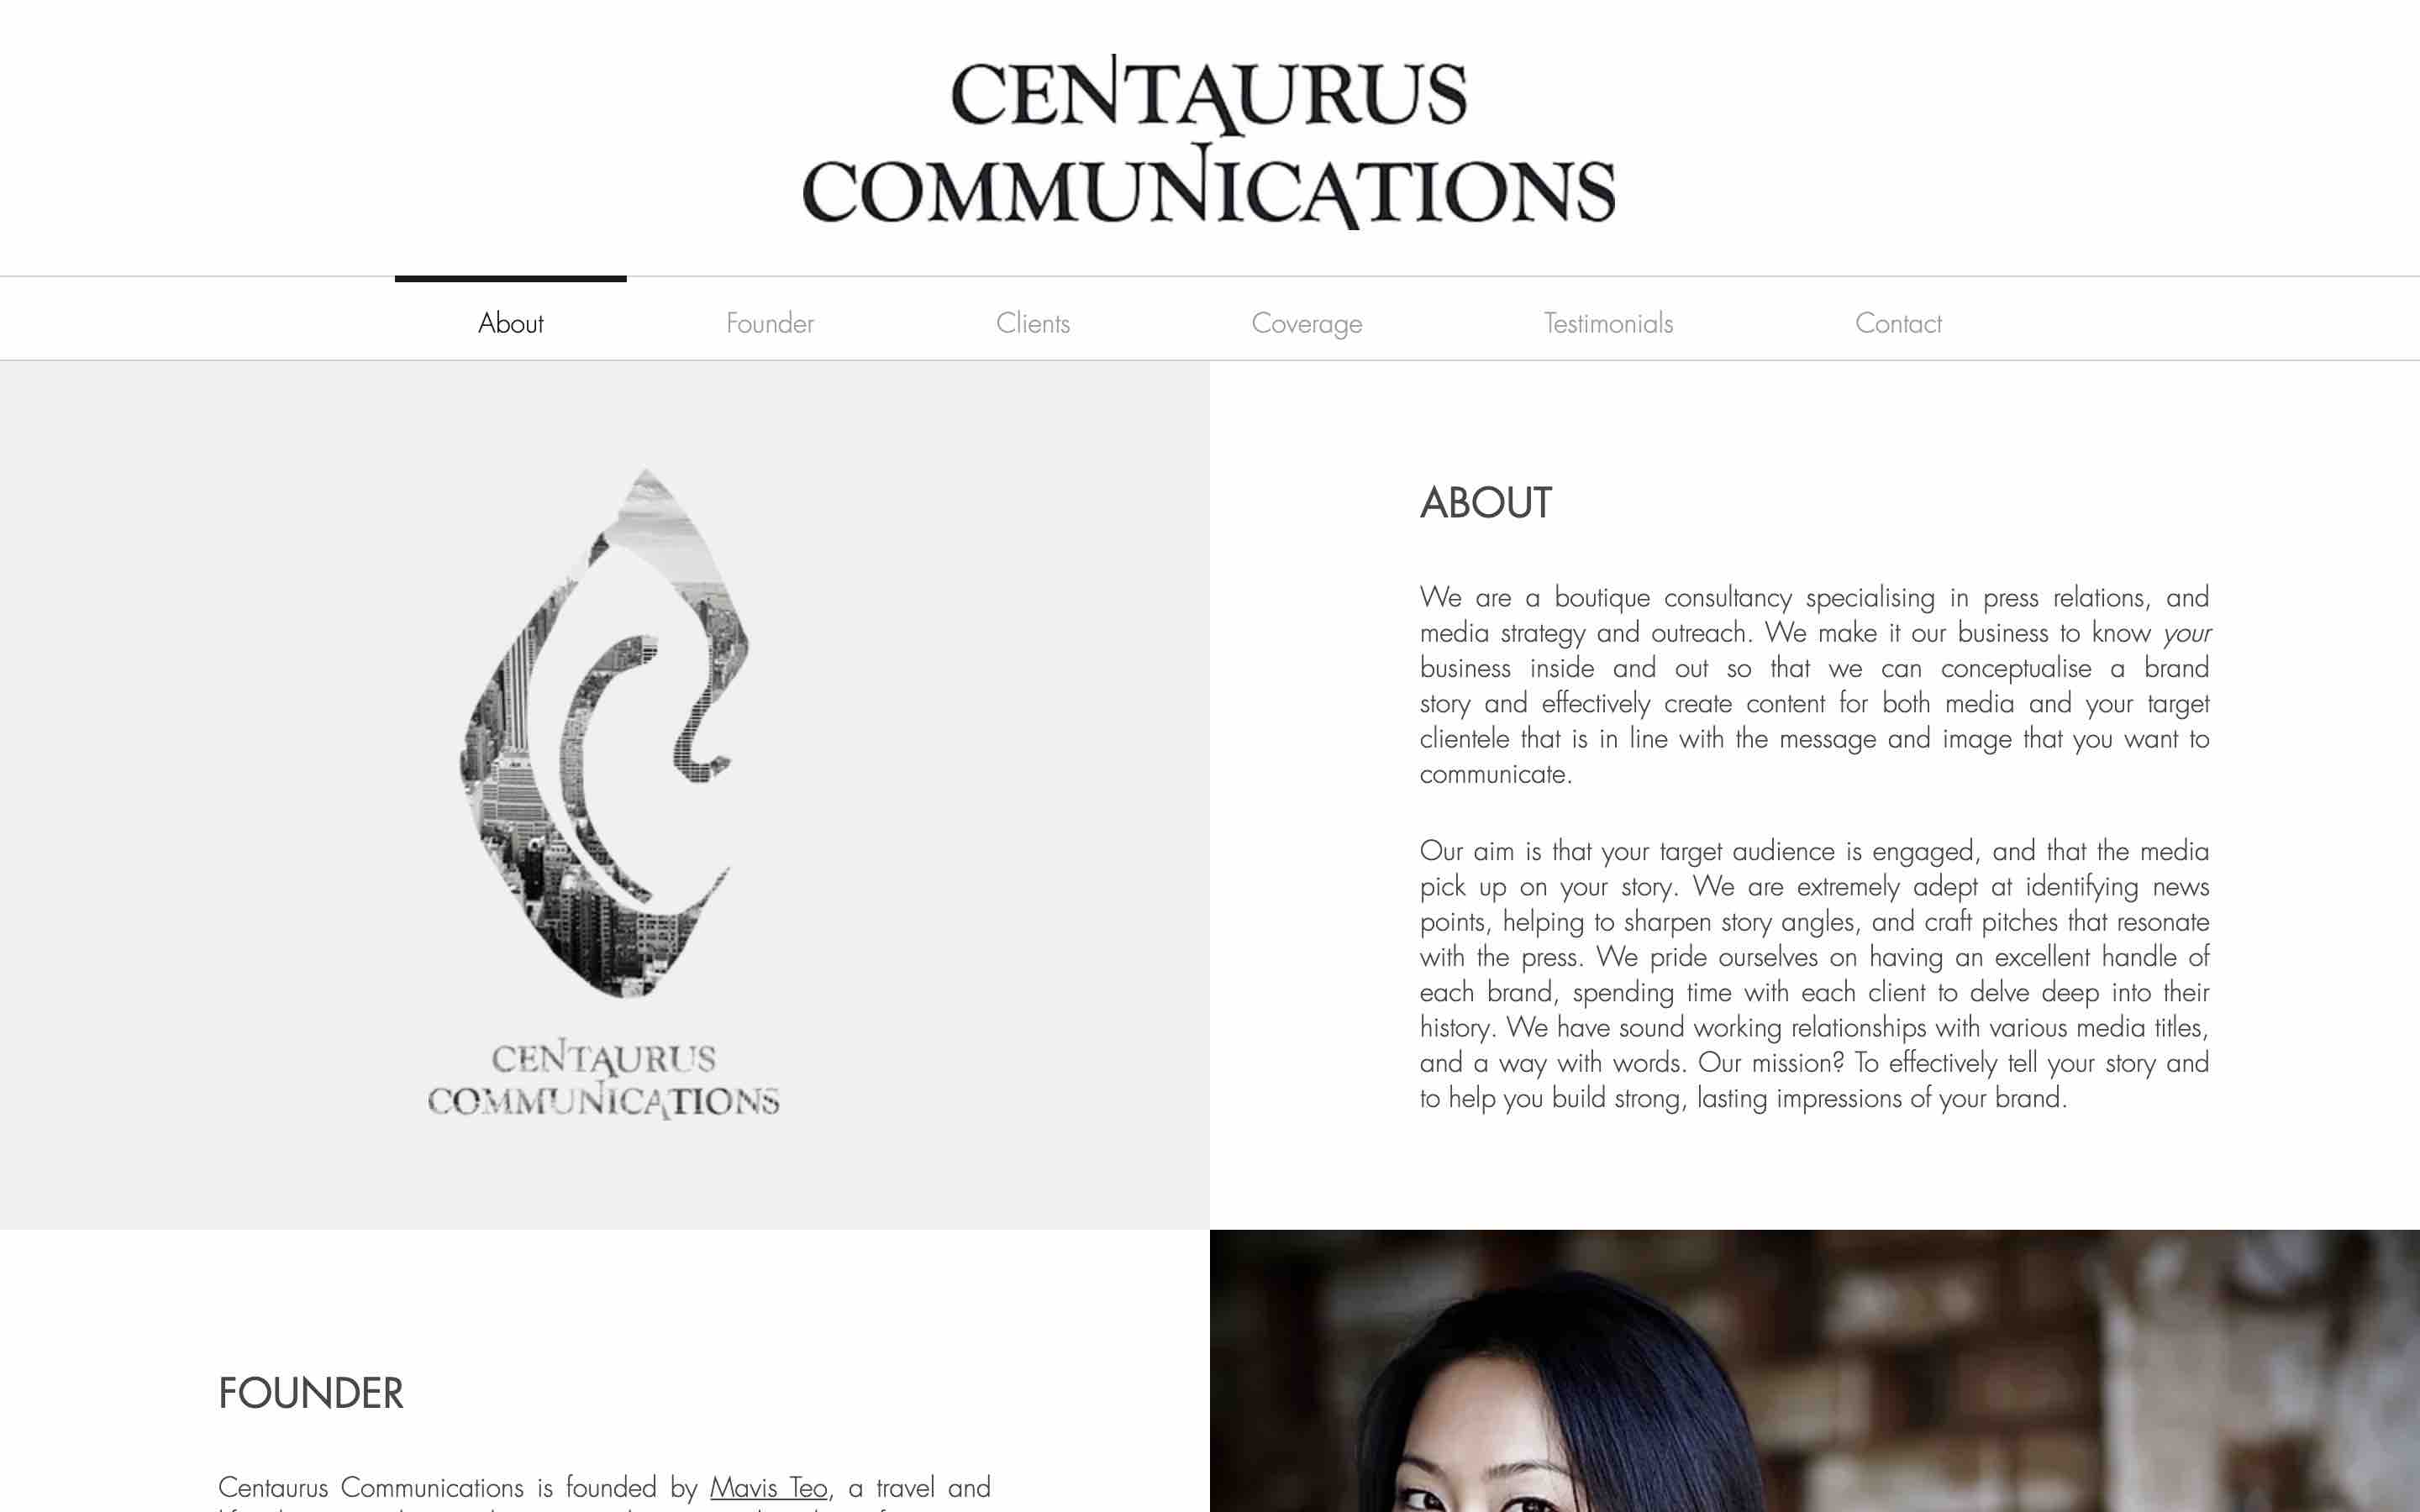 CENTAURUS
COMMUNICATIONS
About Founder Clients Coverage Testimonials Contact
CENTAURUS
COMMUNICATIONS
ABOUT
We are a boutique consultancy specialising in press relations, and
media strategy and outreach. We make it our business to know your
business inside and out so that we can conceptualise a brand
story and effectively create content for both media and your target
clientele that is in line with the message and image that you want to
communicate.
Our aim is that your target audience is engaged, and that the media
pick up on your story. We are extremely adept at identifying news
points, helping to sharpen story angles, and craft pitches that resonate
with the press. We pride ourselves on having an excellent handle of
each brand, spending time with each client to delve deep into their
history. We have sound working relationships with various media titles,
and a way with words. Our mission? To effectively tell your story and
to help you build strong, lasting impressions of your brand.
FOUNDER
Centaurus Communications is founded by Mavis Teo, a travel and